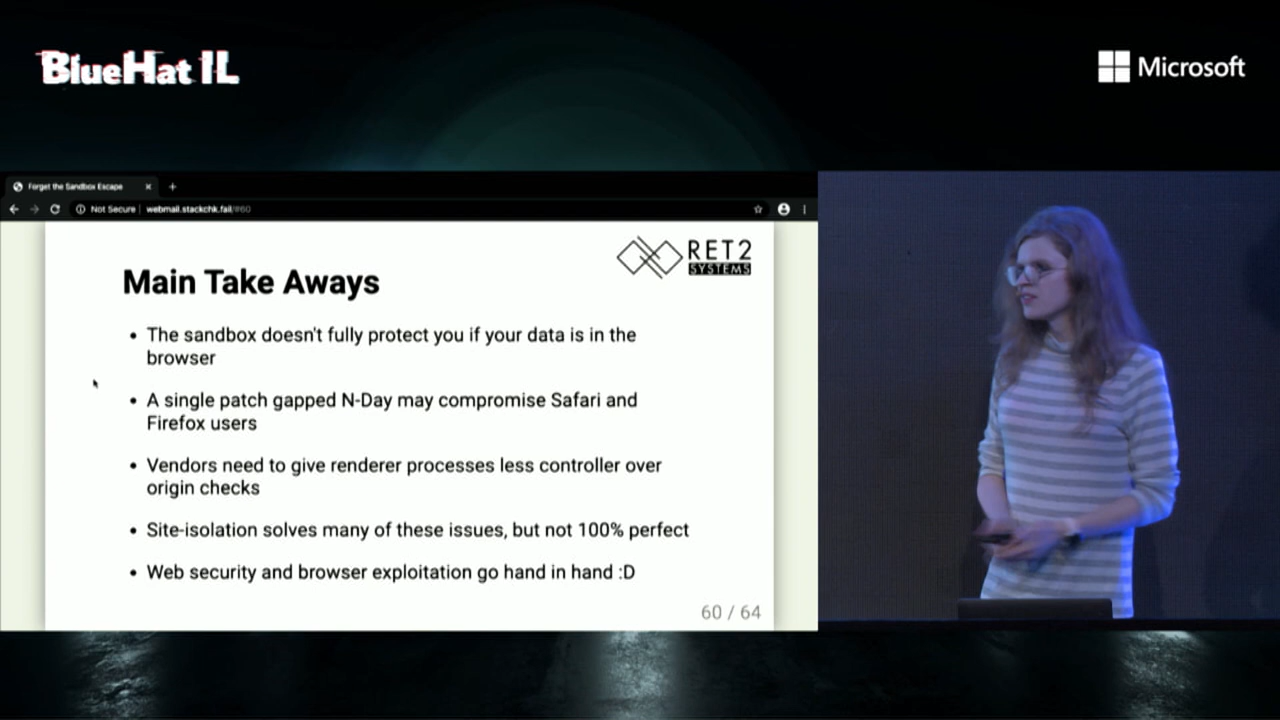 BlueHat IL
Microsoft
Forget the Sandbox Escape
Not Secure
webmail.stackchk.fail/#60
RET2
SYSTEMS
Main Take Aways
• The sandbox doesn't fully protect you if your data is in the
browser
• A single patch gapped N-Day may compromise Safari and
Firefox users
• Vendors need to give renderer processes less controller over
origin checks
• Site-isolation solves many of these issues, but not 100% perfect
• Web security and browser exploitation go hand in hand :D
60 / 64